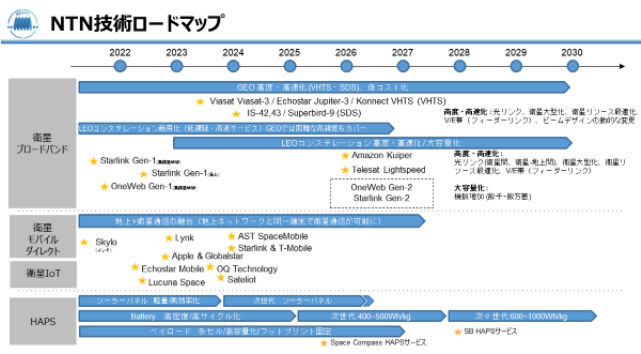 NTN技術ロードマップ
2022 2023 2024 2025 2026 2027 2028 2029 2030
衛星
ブロードバンド
GEO 高度・高速化(VHTS・SDS)、低コスト化
Viasat Viasat-3 / Echostar Jupiter-3 / Konnect VHTS (VHTS)
IS-42,43 / Superbird-9 (SDS)
高度・高速化:光リンク、衛星大型化、衛星リソース最適化、
V/E帯(フィーダーリンク)、ビームデザインの動的な変更
LEOコンステレーション商用化(低遅延・高速サービス)GEOでは困難な高緯度もカバー
LEOコンステレーション高度・高速化/大容量化
Starlink Gen-1
Starlink Gen-1
OneWeb Gen-1
Amazon Kuiper
Telesat Lightspeed
OneWeb Gen-2
Starlink Gen-2
高度・高速化:
光リンク(衛星間、衛星-地上間)、衛星大型化、衛星リ
ソース最適化、V/E帯(フィーダーリンク)
大容量化:
機数増加(数千~数万基)
衛星
モバイル
ダイレクト
地上+衛星通信の融合(地上ネットワークと同一端末で衛星通信が可能に)
Skylo
(インド)
Lynk
Apple & Globalstar
AST SpaceMobile
Starlink & T-Mobile
衛星IoT
Echostar Mobile
OQ Technology
Lucuna Space
Sateliot
HAPS
ソーラーパネル 軽量/高効率化
次世代 ソーラーパネル
Battery 高密度/高サイクル化
次世代 400~500Wh/kg
次々世代 600~1000Wh/kg
ペイロード 多セル/高容量化/フットプリント固定
SB HAPSサービス
Space Compass HAPSサービス